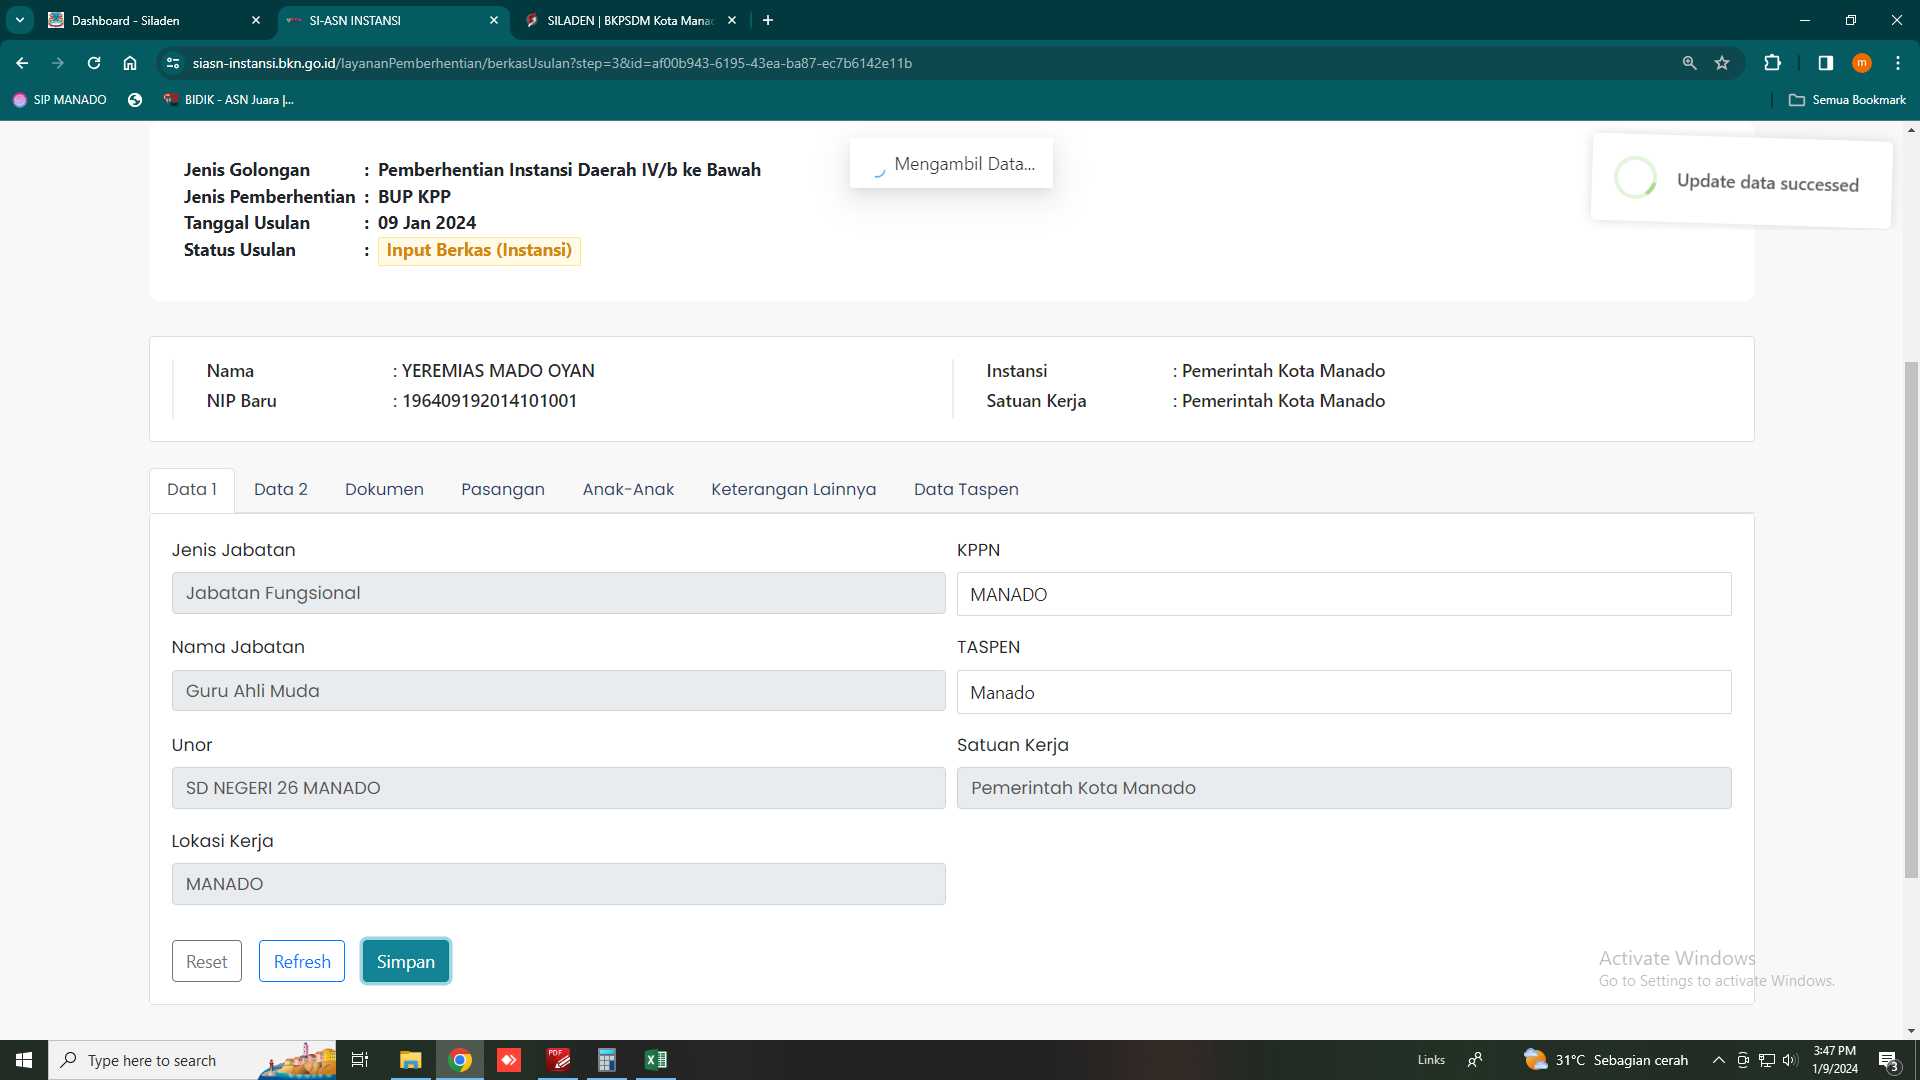 Dashboard - Siladen
SI-ASN INSTANSI
SILADEN | BKPSDM Kota Mana
siasn-instansi.bkn.go.id/layananPemberhentian/berkasUsulan?step=3&id=af00b943-6195-43ea-ba87-ec7b6142e11b
m
SIP MANADO
BIDIK - ASN Juara |...
Semua Bookmark
Jenis Golongan : Pemberhentian Instansi Daerah IV/b ke Bawah
Jenis Pemberhentian : BUP KPP
Tanggal Usulan : 09 Jan 2024
Status Usulan : Input Berkas (Instansi)
Mengambil Data...
Update data successed
Nama : YEREMIAS MADO OYAN
NIP Baru : 196409192014101001
Instansi : Pemerintah Kota Manado
Satuan Kerja : Pemerintah Kota Manado
Data 1 Data 2 Dokumen Pasangan Anak-Anak Keterangan Lainnya Data Taspen
Jenis Jabatan
Jabatan Fungsional
KPPN
MANADO
Nama Jabatan
Guru Ahli Muda
TASPEN
Manado
Unor
SD NEGERI 26 MANADO
Satuan Kerja
Pemerintah Kota Manado
Lokasi Kerja
MANADO
Reset Refresh Simpan
Activate Windows
Go to Settings to activate Windows.
Type here to search
PDF
Links
31°C Sebagian cerah
3:47 PM
1/9/2024
3